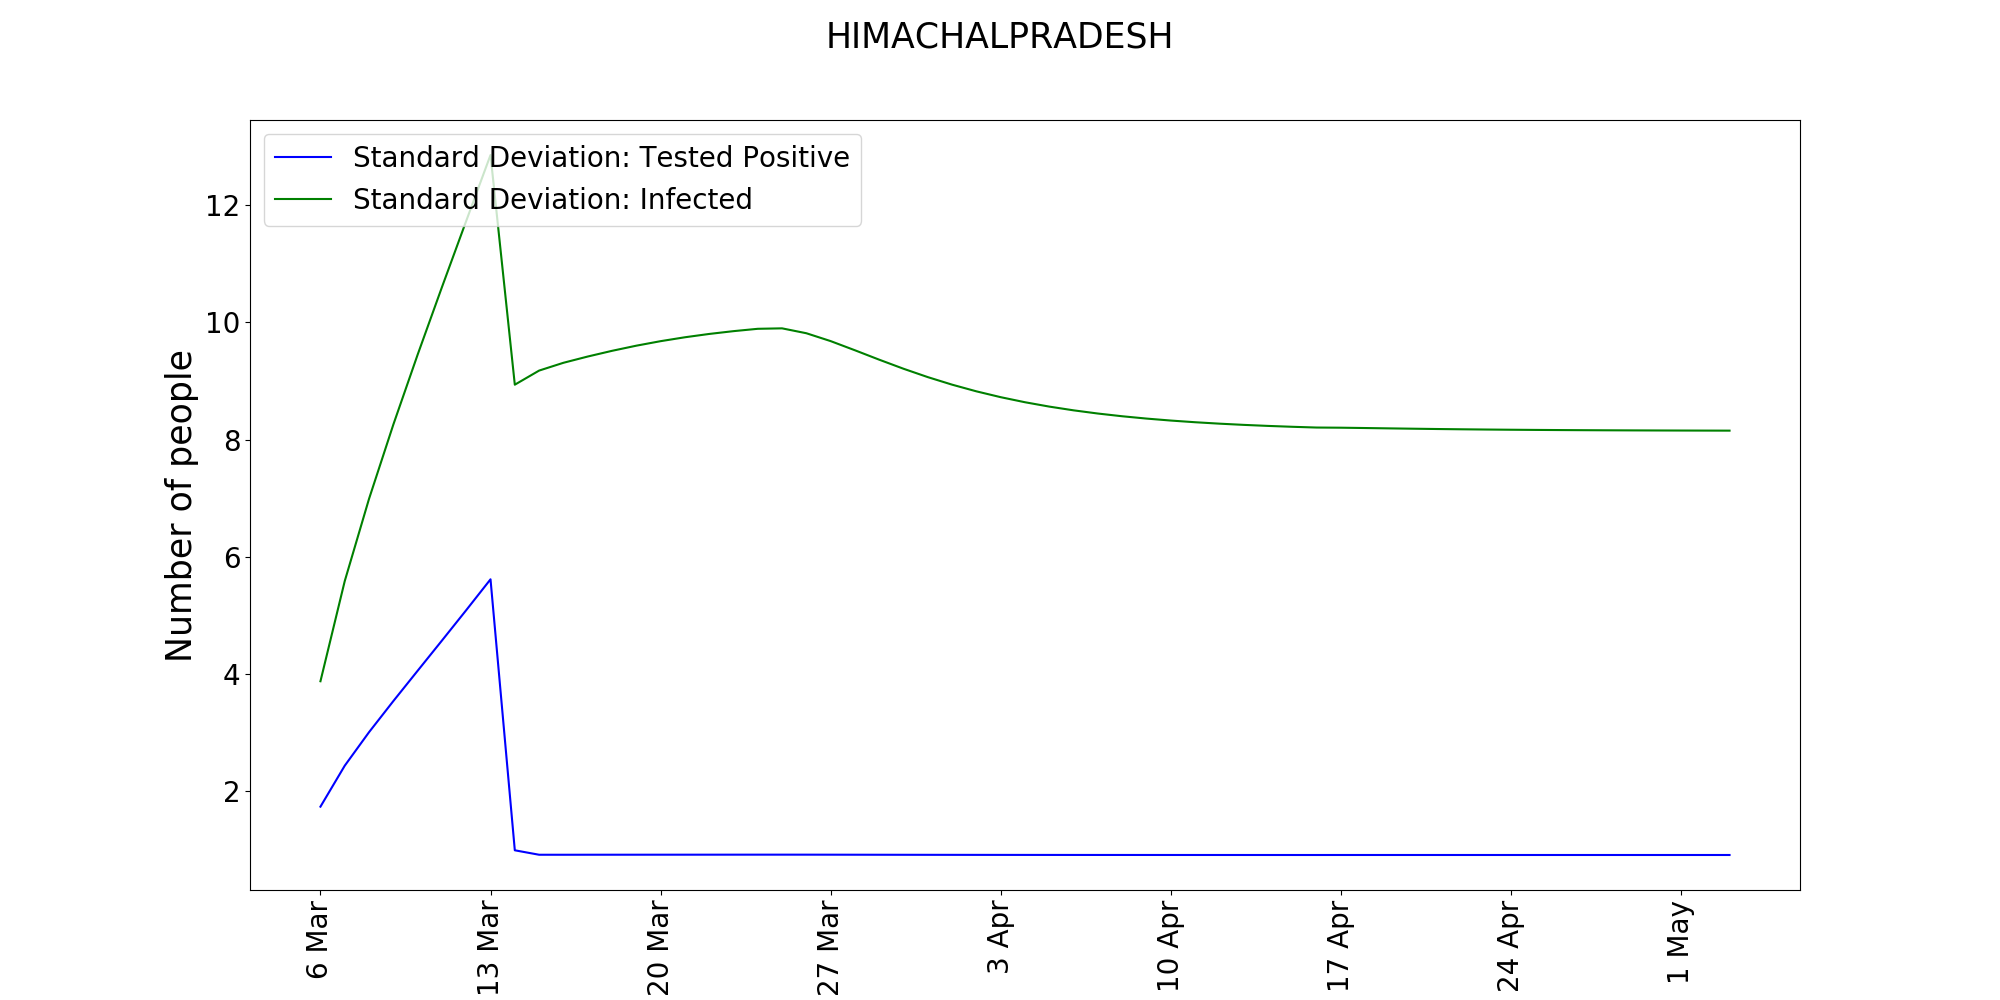 HIMACHALPRADESH
Standard Deviation: Tested Positive
Standard Deviation: Infected
Number of people
12
10
8
6
4
2
6 Mar
13 Mar
20 Mar
27 Mar
3 Apr
10 Apr
17 Apr
24 Apr
1 May